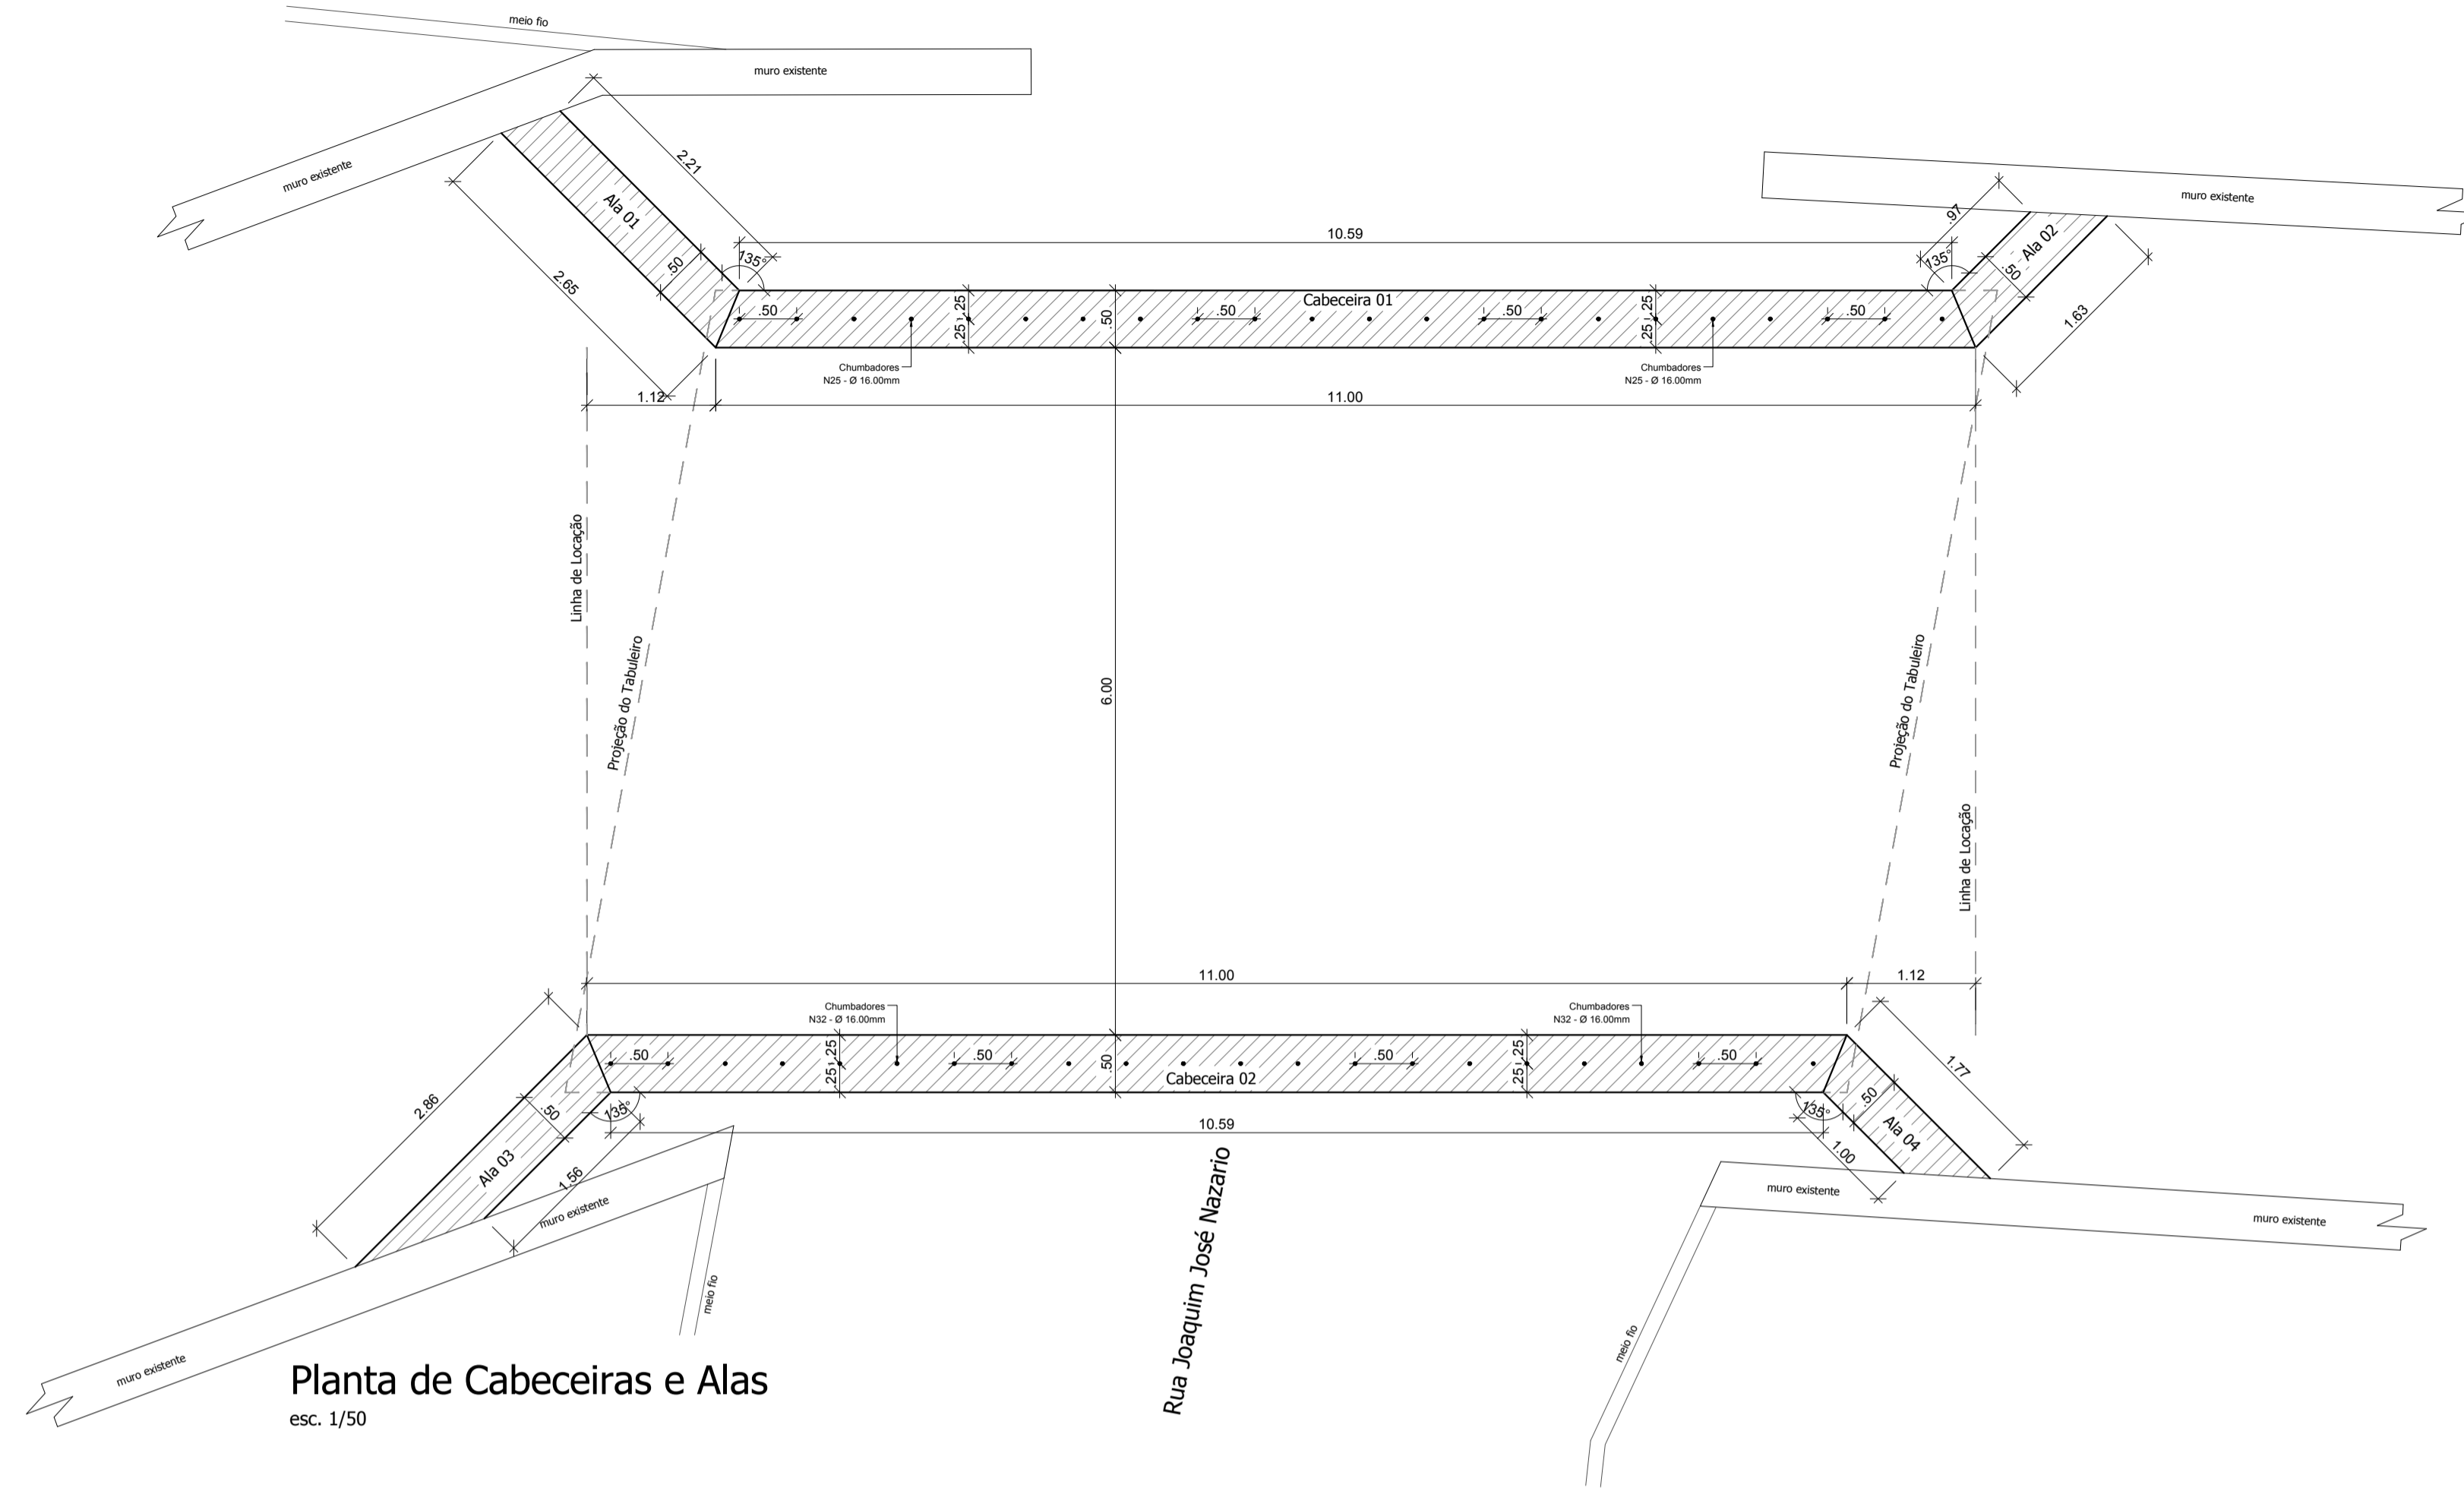 meio fio
muro existente
muro existente
2.21
Ala 01
2.65
.50
135°
10.59
muro existente
.97
135°
Ala 02
.50
1.63
Cabeceira 01
.50
.25
.25
.50
.50
.50
.25
.25
.50
Chumbadores
N25 - Ø 16.00mm
Chumbadores
N25 - Ø 16.00mm
1.12
11.00
Linha de Locação
Projeção do Tabuleiro
6.00
Projeção do Tabuleiro
Linha de Locação
11.00
1.12
Chumbadores
N32 - Ø 16.00mm
Chumbadores
N32 - Ø 16.00mm
.50
.25
.25
.50
.50
.50
.25
.25
.50
Cabeceira 02
2.86
.50
135°
10.59
135°
.50
1.77
Ala 03
1.56
Ala 04
1.00
muro existente
meio fio
Rua Joaquim José Nazario
muro existente
muro existente
meio fio
muro existente
Planta de Cabeceiras e Alas
esc. 1/50